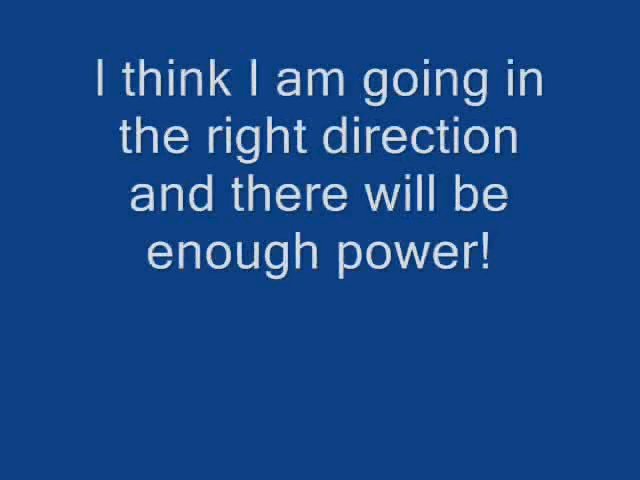 I think I am going in
the right direction
and there will be
enough power!